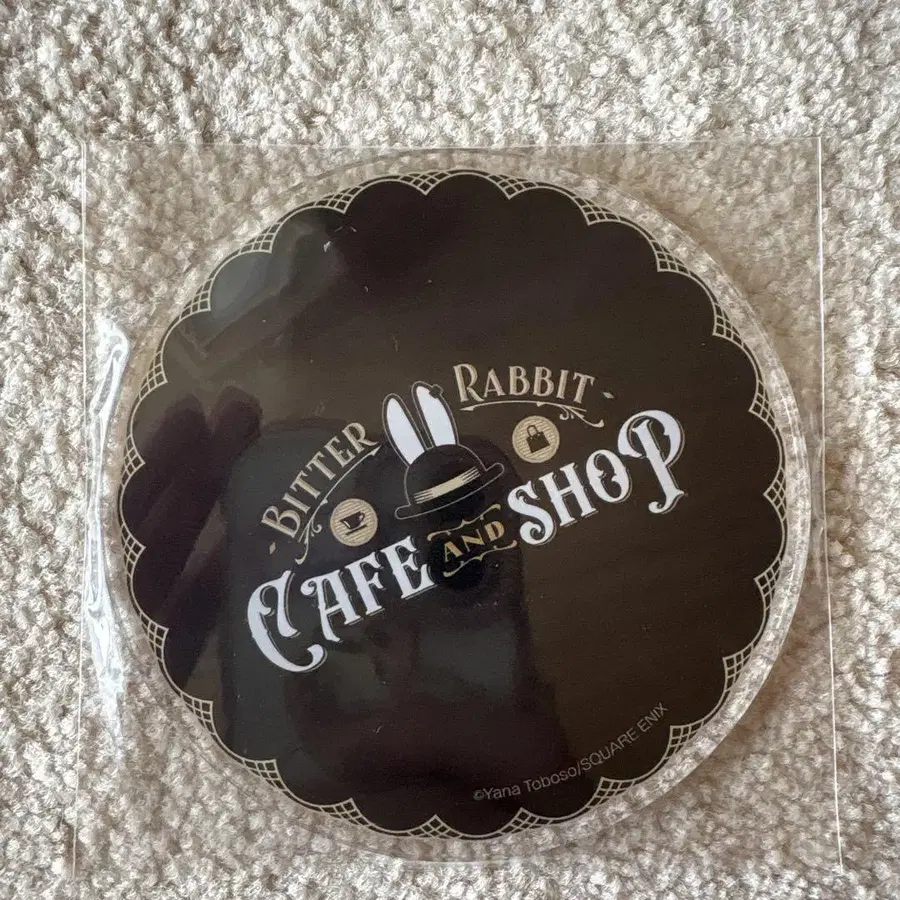 BITTER RABBIT
CAFE AND SHOP
©Yana Toboso/SQUARE ENIX